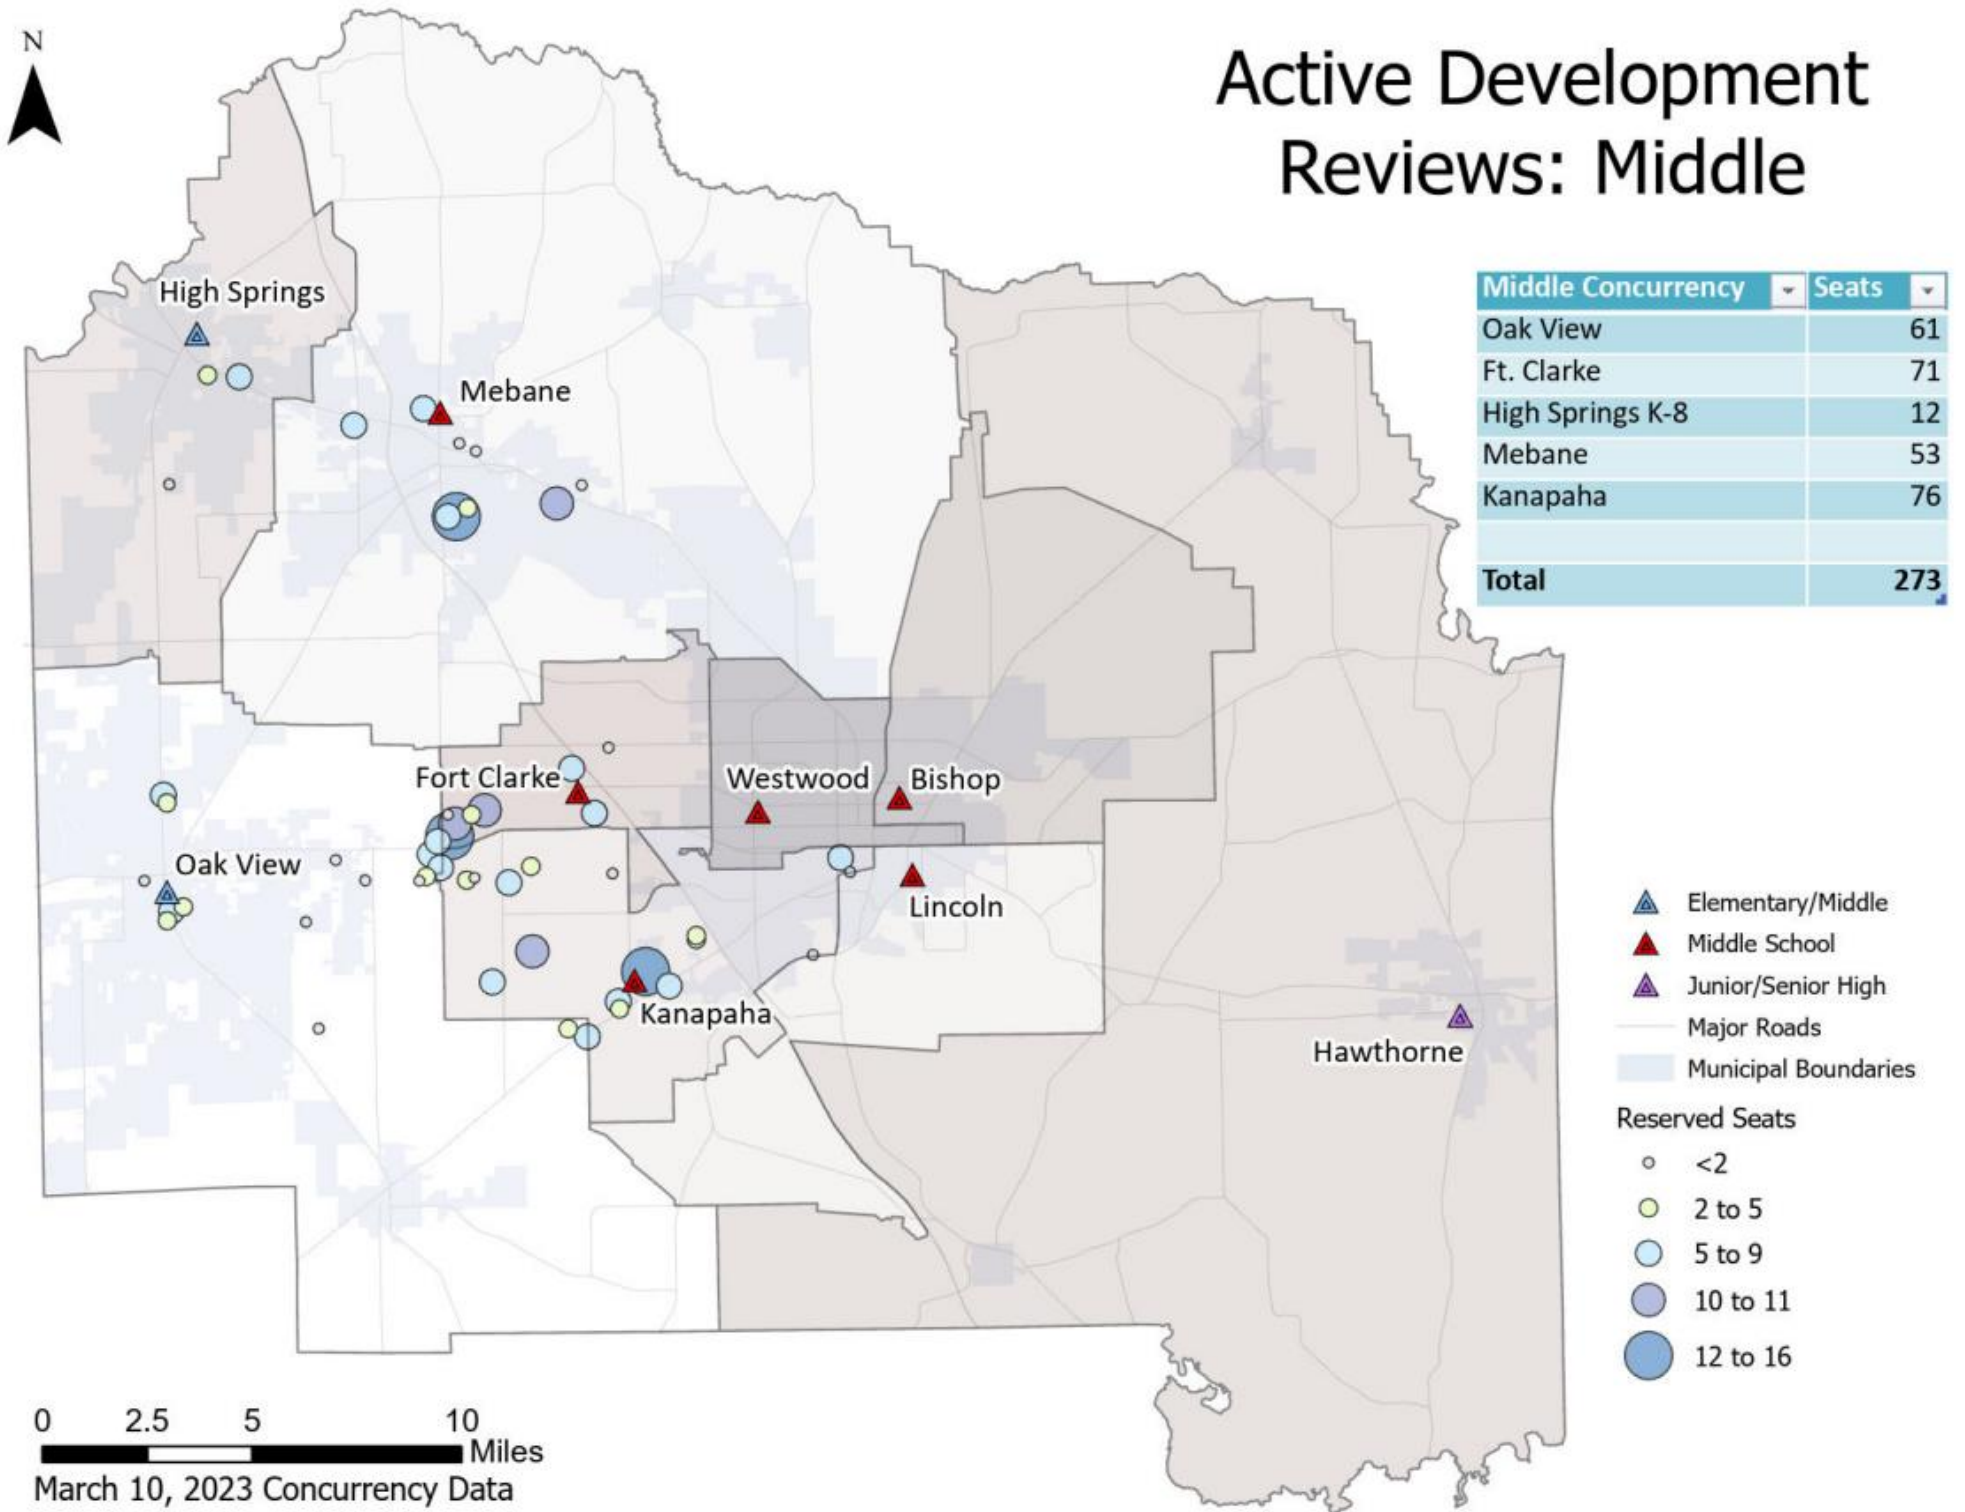 Active Development
Reviews: Middle
N
Middle Concurrency Seats
Oak View 61
Ft. Clarke 71
High Springs K-8 12
Mebane 53
Kanapaha 76
Total 273
High Springs
Mebane
Fort Clarke
Westwood
Bishop
Oak View
Lincoln
Kanapaha
Hawthorne
Elementary/Middle
Middle School
Junior/Senior High
Major Roads
Municipal Boundaries
Reserved Seats
<2
2 to 5
5 to 9
10 to 11
12 to 16
0 2.5 5 10
Miles
March 10, 2023 Concurrency Data